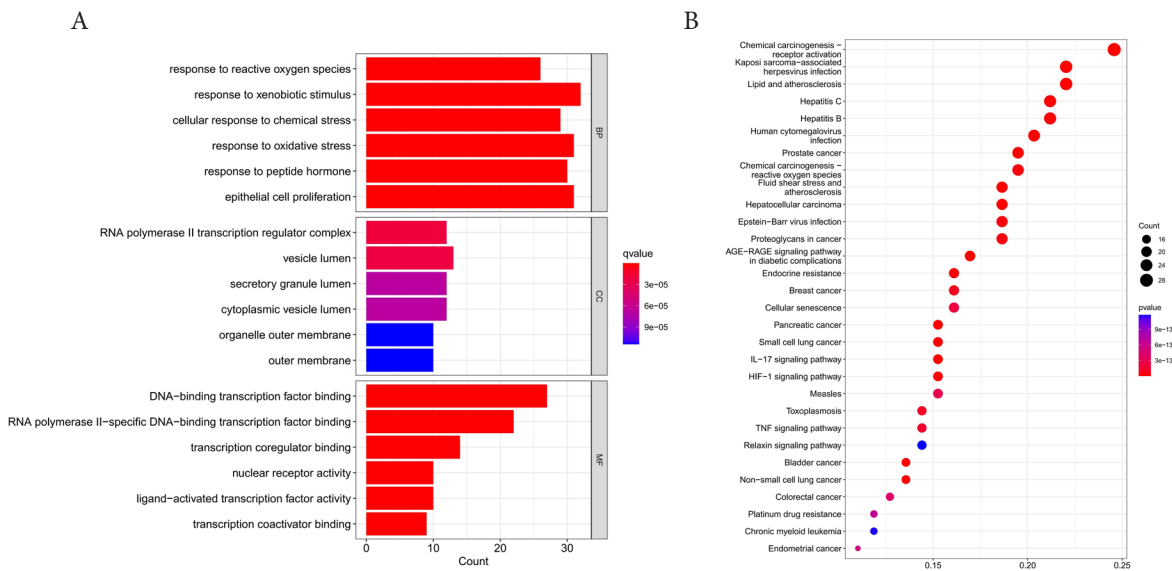 A
response to reactive oxygen species
response to xenobiotic stimulus
cellular response to chemical stress
response to oxidative stress
response to peptide hormone
epithelial cell proliferation
BP
RNA polymerase II transcription regulator complex
vesicle lumen
secretory granule lumen
cytoplasmic vesicle lumen
organelle outer membrane
outer membrane
CC
DNA−binding transcription factor binding
RNA polymerase II−specific DNA−binding transcription factor binding
transcription coregulator binding
nuclear receptor activity
ligand−activated transcription factor activity
transcription coactivator binding
MF
0 10 20 30
Count
qvalue
3e−05
6e−05
9e−05
B
Chemical carcinogenesis −
receptor activation
Kaposi sarcoma−associated
herpesvirus infection
Lipid and atherosclerosis
Hepatitis C
Hepatitis B
Human cytomegalovirus
infection
Prostate cancer
Chemical carcinogenesis −
reactive oxygen species
Fluid shear stress and
atherosclerosis
Hepatocellular carcinoma
Epstein−Barr virus infection
Proteoglycans in cancer
AGE−RAGE signaling pathway
in diabetic complications
Endocrine resistance
Breast cancer
Cellular senescence
Pancreatic cancer
Small cell lung cancer
IL−17 signaling pathway
HIF−1 signaling pathway
Measles
Toxoplasmosis
TNF signaling pathway
Relaxin signaling pathway
Bladder cancer
Non−small cell lung cancer
Colorectal cancer
Platinum drug resistance
Chronic myeloid leukemia
Endometrial cancer
0.15 0.20 0.25
Count
16
20
24
28
pvalue
9e−13
6e−13
3e−13